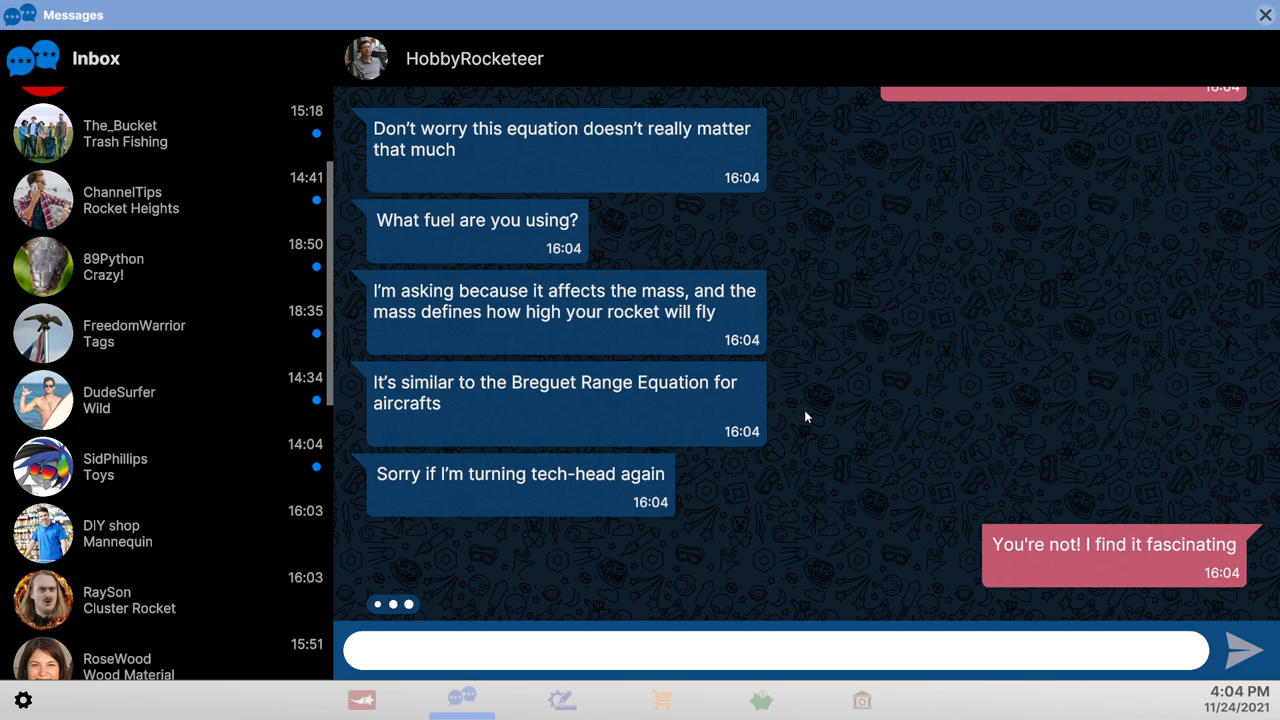 Messages
Inbox
HobbyRocketeer
15:18
The_Bucket
Trash Fishing
14:41
ChannelTips
Rocket Heights
18:50
89Python
Crazy!
18:35
FreedomWarrior
Tags
14:34
DudeSurfer
Wild
14:04
SidPhillips
Toys
16:03
DIY shop
Mannequin
16:03
RaySon
Cluster Rocket
15:51
RoseWood
Wood Material
16:04
Don't worry this equation doesn't really matter
that much
16:04
What fuel are you using?
16:04
I'm asking because it affects the mass, and the
mass defines how high your rocket will fly
16:04
It's similar to the Breguet Range Equation for
aircrafts
16:04
Sorry if I'm turning tech-head again
16:04
You're not! I find it fascinating
16:04
4:04 PM
11/24/2021